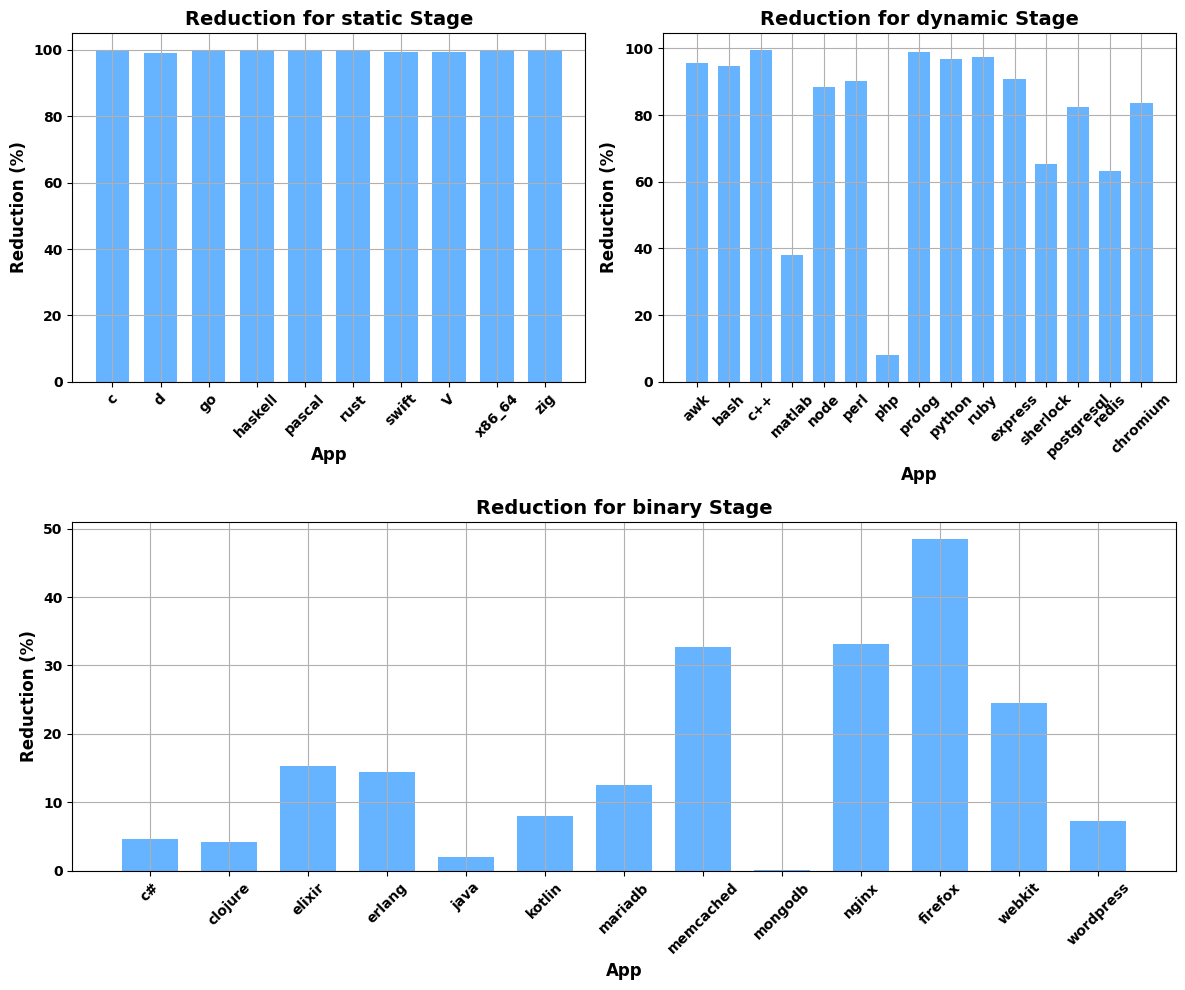 Reduction for static Stage
Reduction (%)
100
80
60
40
20
0
c
d
go
haskell
pascal
rust
swift
V
x86_64
zig
App
Reduction for dynamic Stage
Reduction (%)
100
80
60
40
20
0
awk
bash
c++
matlab
node
perl
php
prolog
python
ruby
express
sherlock
postgresql
redis
chromium
App
Reduction for binary Stage
Reduction (%)
50
40
30
20
10
0
c#
clojure
elixir
erlang
java
kotlin
mariadb
memcached
mongodb
nginx
firefox
webkit
wordpress
App